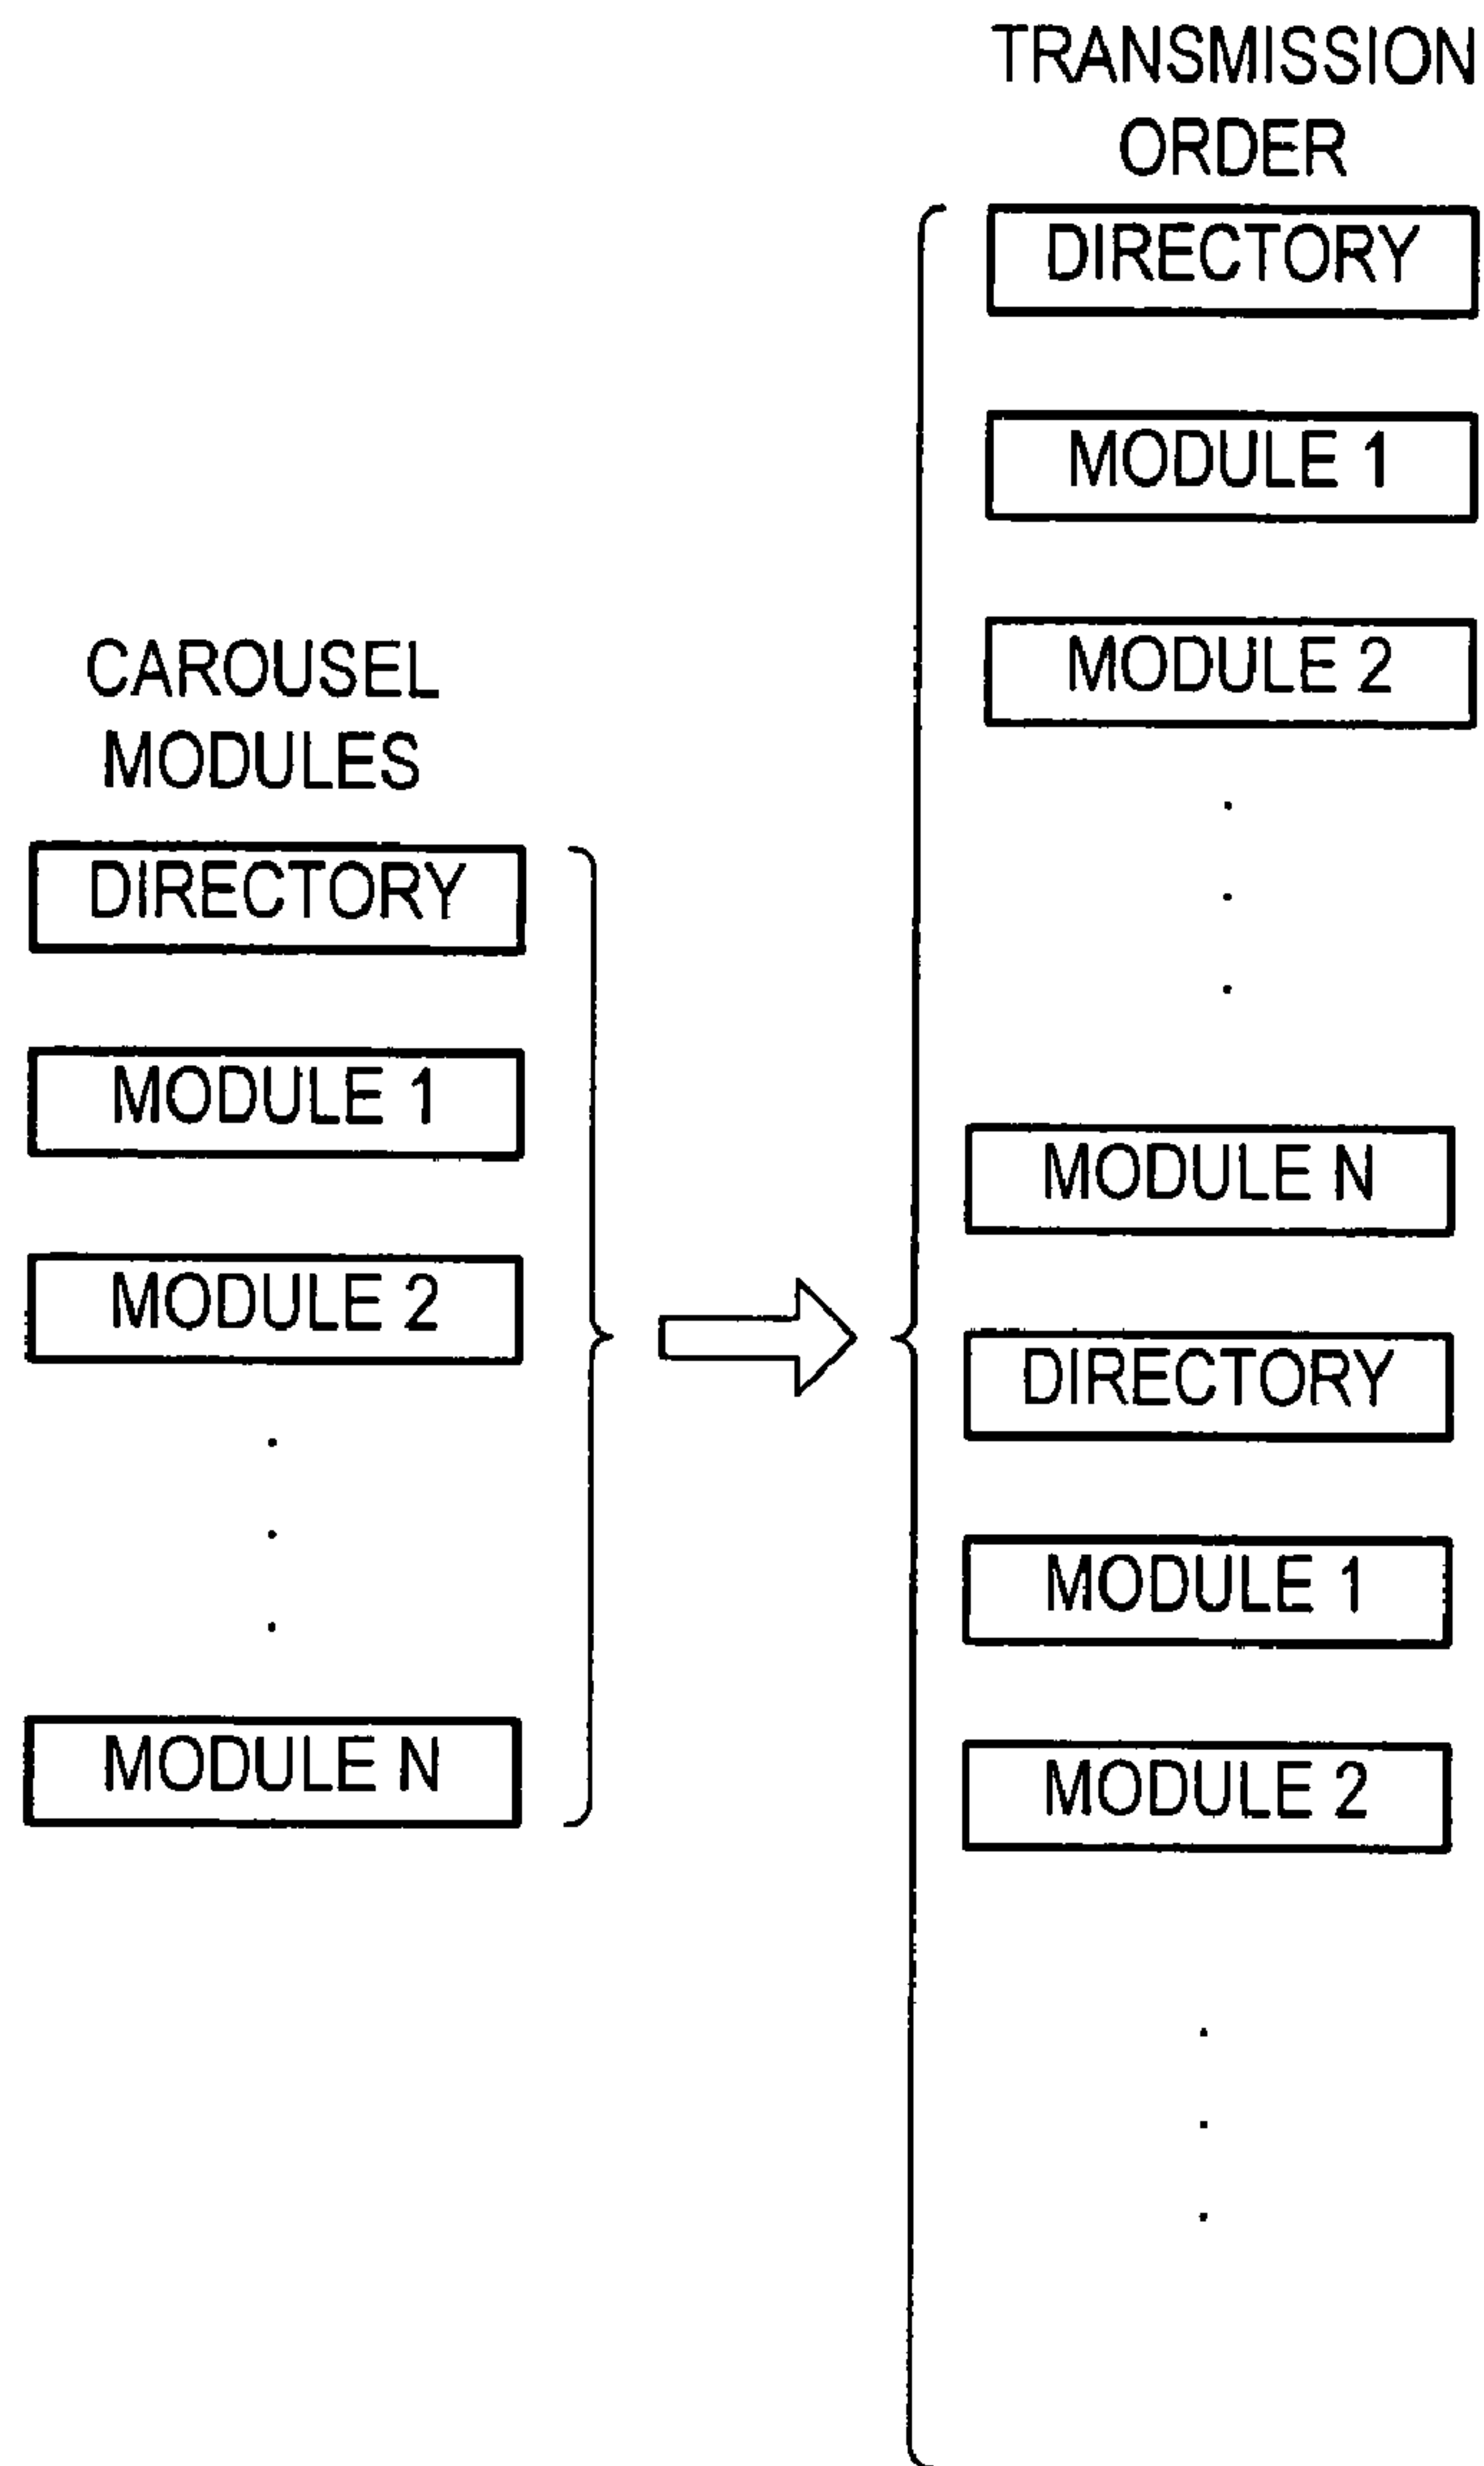 CAROUSEL
MODULES
DIRECTORY
MODULE 1
MODULE 2
.
.
.
MODULE N
TRANSMISSION
ORDER
DIRECTORY
MODULE 1
MODULE 2
.
.
.
MODULE N
DIRECTORY
MODULE 1
MODULE 2
.
.
.